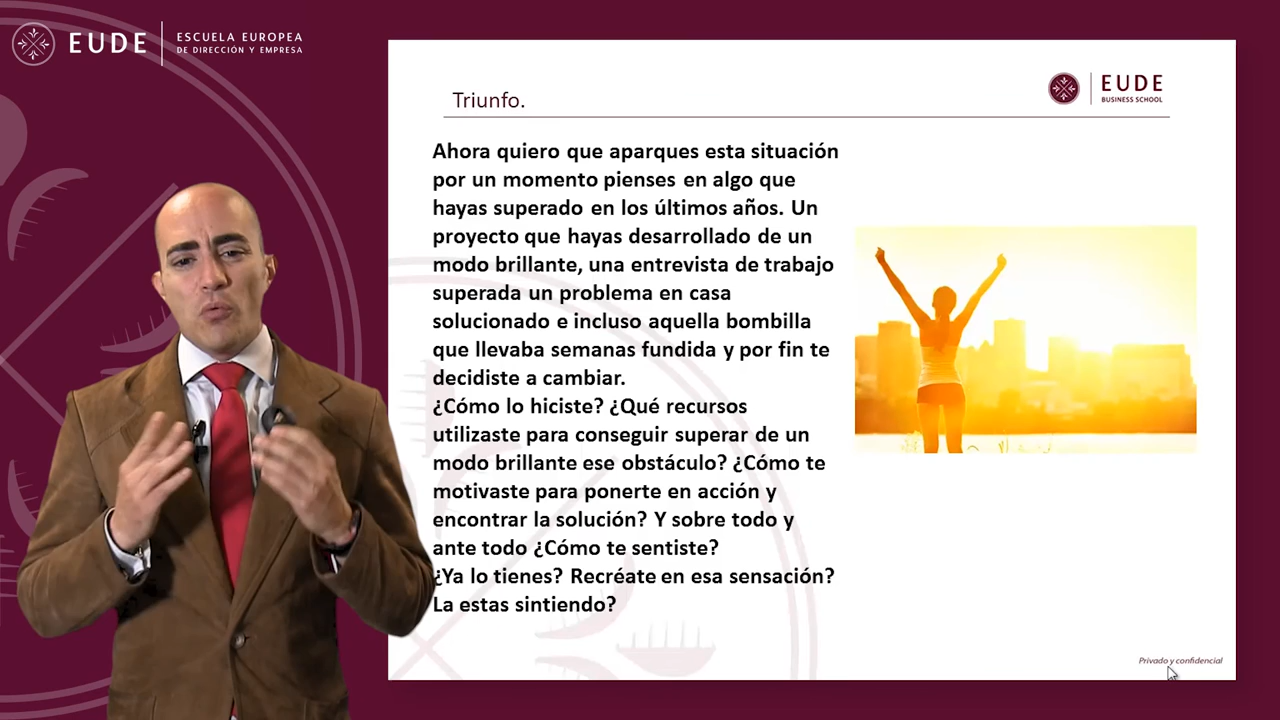 EUDE
ESCUELA EUROPEA
DE DIRECCIÓN Y EMPRESA
Triunfo.
EUDE
BUSINESS SCHOOL
Ahora quiero que aparques esta situación
por un momento pienses en algo que
hayas superado en los últimos años. Un
proyecto que hayas desarrollado de un
modo brillante, una entrevista de trabajo
superada un problema en casa
solucionado e incluso aquella bombilla
que llevaba semanas fundida y por fin te
decidiste a cambiar.
¿Cómo lo hiciste? ¿Qué recursos
utilizaste para conseguir superar de un
modo brillante ese obstáculo? ¿Cómo te
motivaste para ponerte en acción y
encontrar la solución? Y sobre todo y
ante todo ¿Cómo te sentiste?
¿Ya lo tienes? Recréate en esa sensación?
La estas sintiendo?
Privado y confidencial